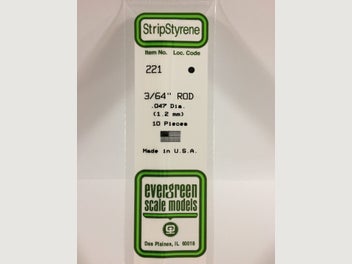 StripStyrene
Item No. Loc. Code
221
3/64" ROD
.047 Dia.
(1.2 mm)
10 Pieces
Made in U.S.A.
evergreen
scale models
Des Plaines, IL 60018